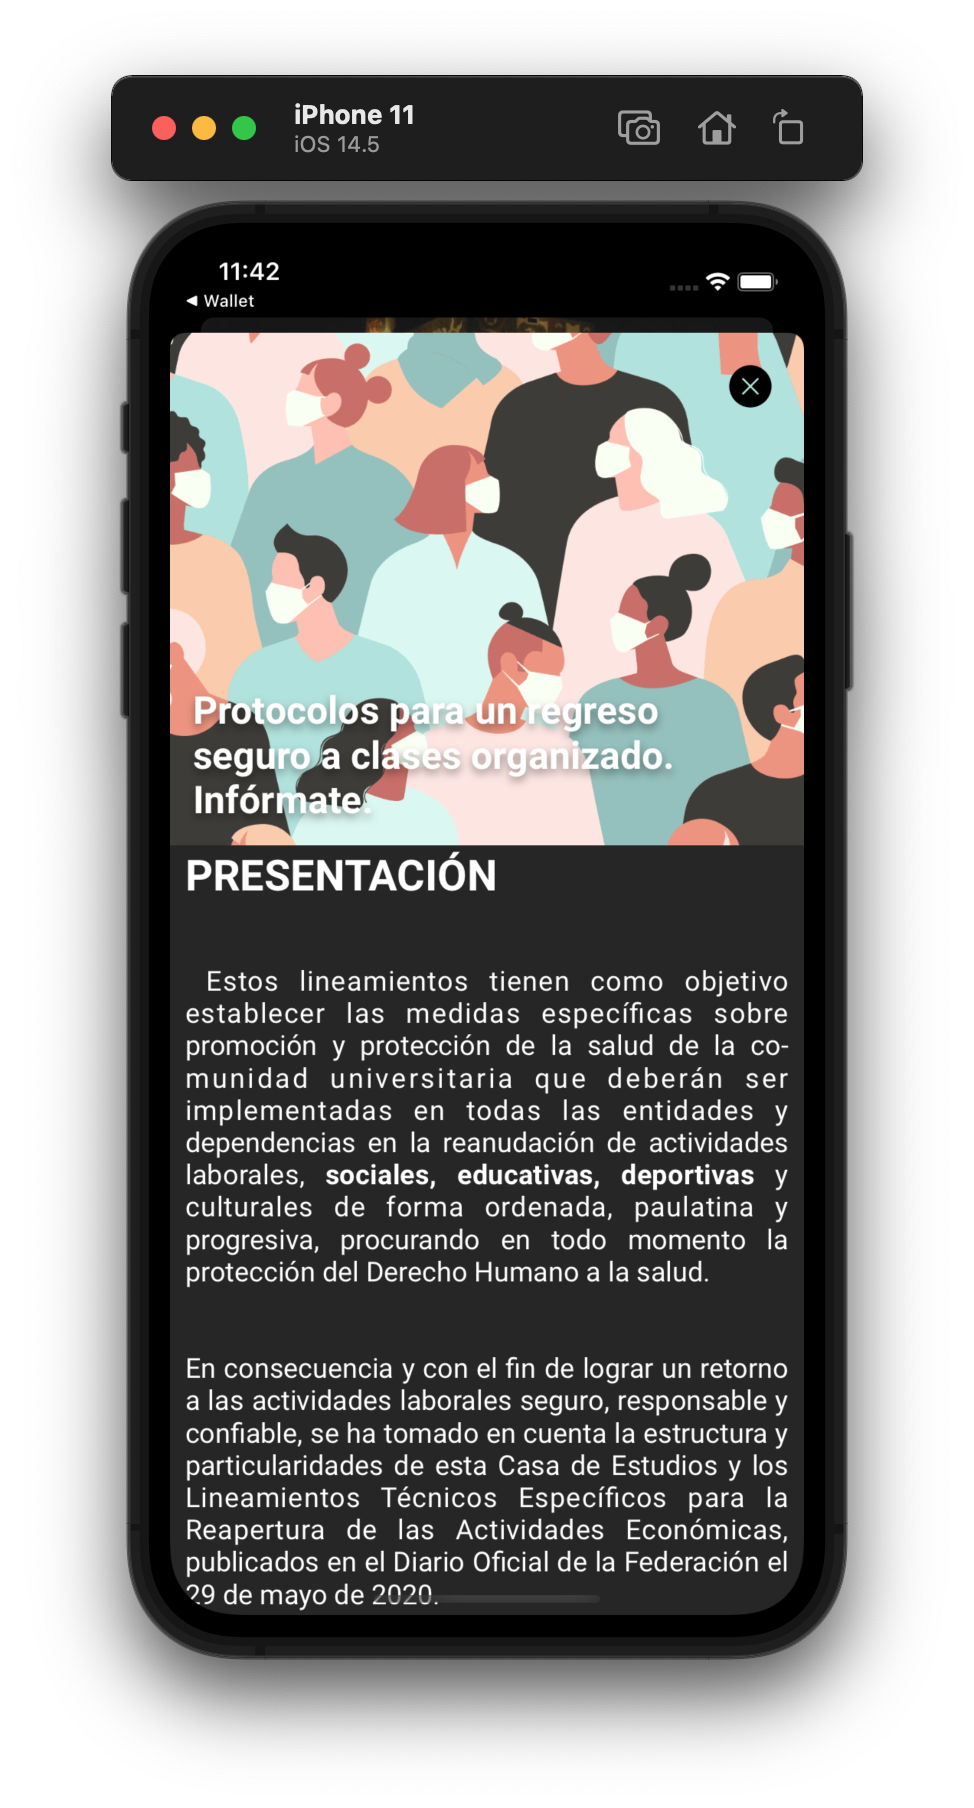 iPhone 11
iOS 14.5
11:42
◀ Wallet
Protocolos para un regreso
seguro a clases organizado.
Infórmate.
PRESENTACIÓN
Estos lineamientos tienen como objetivo
establecer las medidas específicas sobre
promoción y protección de la salud de la co-
munidad universitaria que deberán ser
implementadas en todas las entidades y
dependencias en la reanudación de actividades
laborales, sociales, educativas, deportivas y
culturales de forma ordenada, paulatina y
progresiva, procurando en todo momento la
protección del Derecho Humano a la salud.
En consecuencia y con el fin de lograr un retorno
a las actividades laborales seguro, responsable y
confiable, se ha tomado en cuenta la estructura y
particularidades de esta Casa de Estudios y los
Lineamientos Técnicos Específicos para la
Reapertura de las Actividades Económicas,
publicados en el Diario Oficial de la Federación el
29 de mayo de 2020.